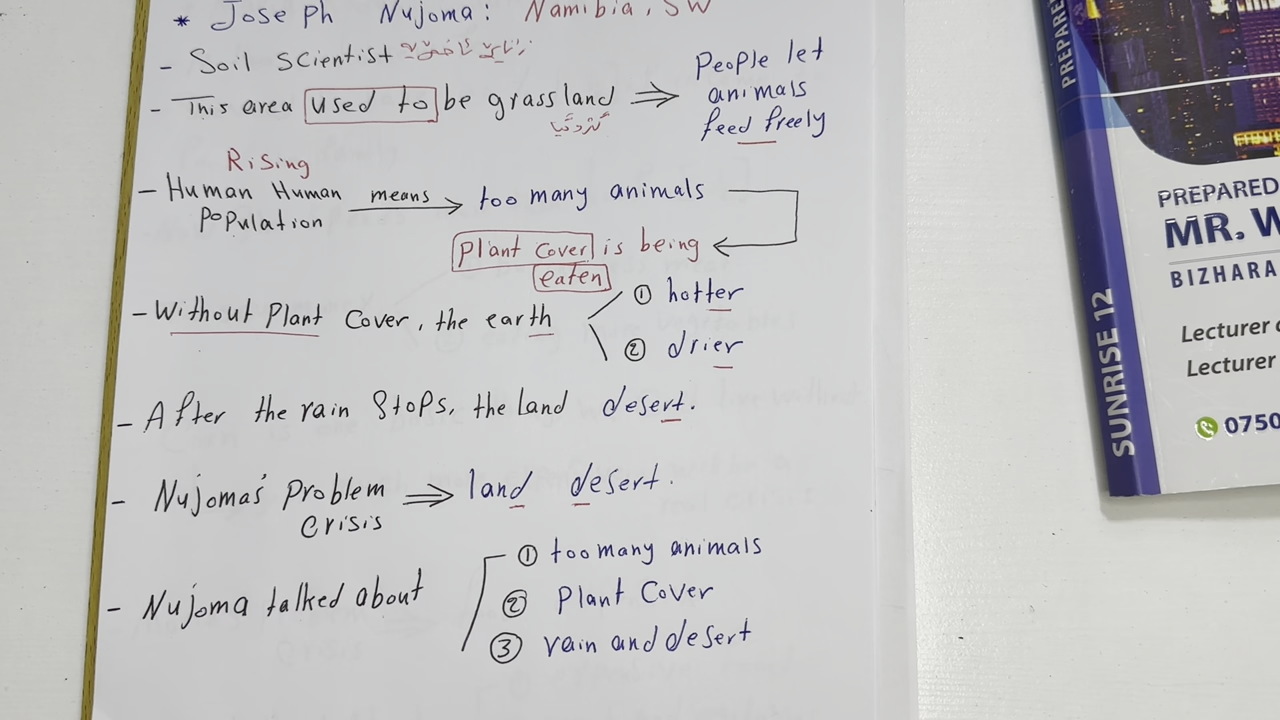 * Joseph Nujoma: Namibia, SW
- Soil scientist
- This area used to be grassland ⇒ People let animals feed freely
Rising
- Human Human Population means → too many animals
Plant Cover is being eaten
- Without Plant Cover, the earth
① hotter
② drier
- After the rain stops, the land desert.
- Nujoma's Problem ⇒ land desert.
crisis
- Nujoma talked about
① too many animals
② Plant Cover
③ rain and desert
PREPARE
SUNRISE 12
PREPARED
MR. W
BIZHARA
Lecturer
Lecturer
0750